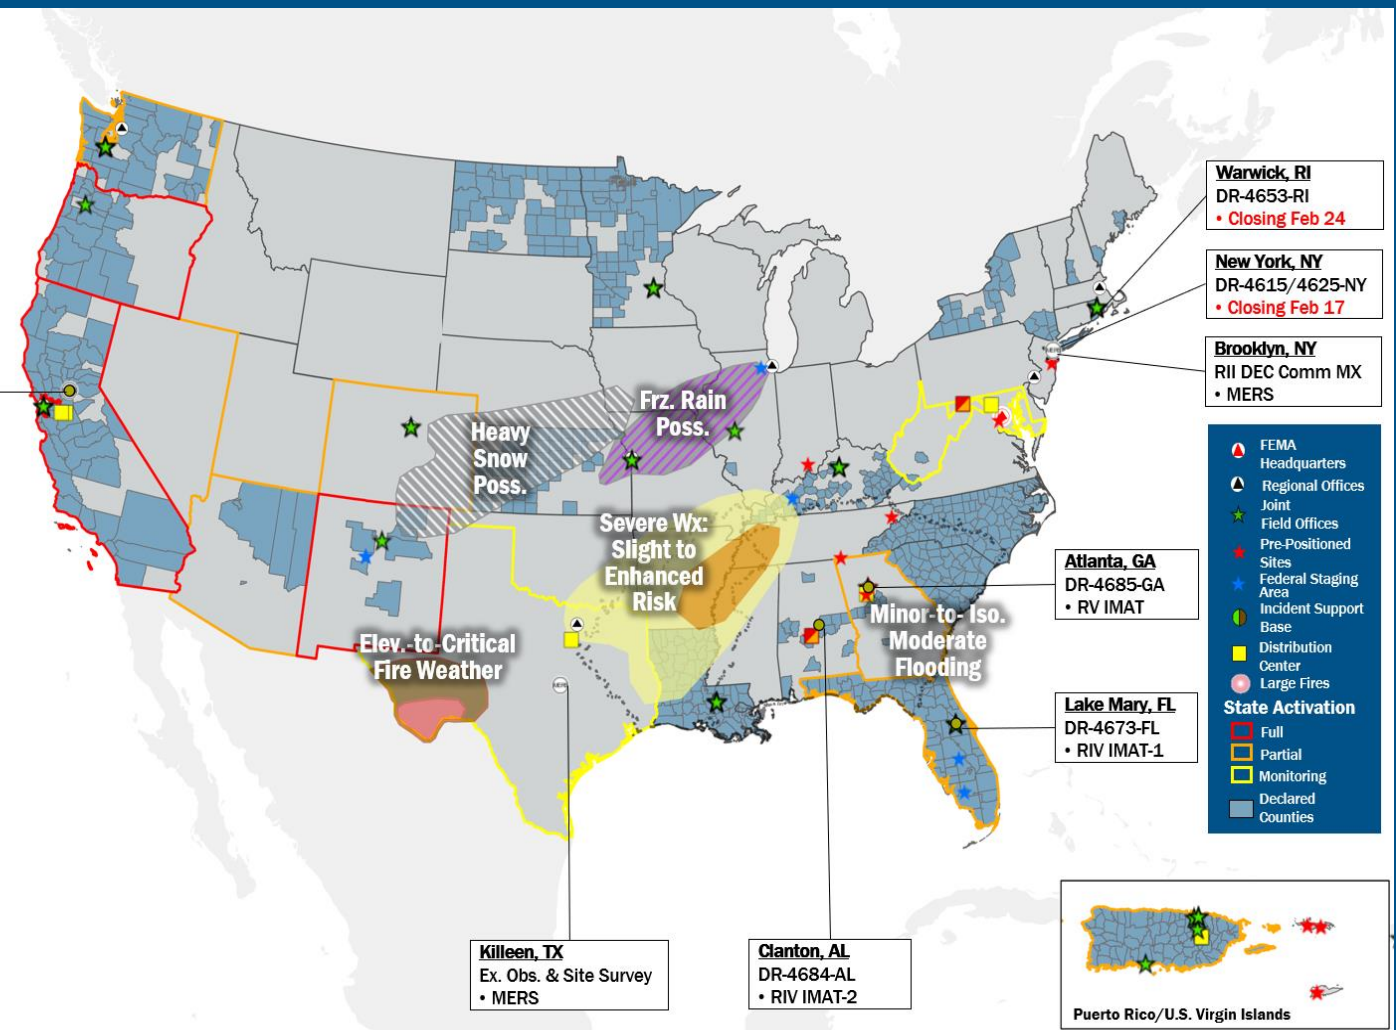 Warwick, RI
DR-4653-RI
• Closing Feb 24
New York, NY
DR-4615/4625-NY
• Closing Feb 17
Brooklyn, NY
RII DEC Comm MX
• MERS
Frz. Rain
Poss.
Heavy
Snow
Poss.
Severe Wx:
Slight to
Enhanced
Risk
Elev.-to-Critical
Fire Weather
Minor-to- Iso.
Moderate
Flooding
Atlanta, GA
DR-4685-GA
• RV IMAT
Lake Mary, FL
DR-4673-FL
• RIV IMAT-1
Killeen, TX
Ex. Obs. & Site Survey
• MERS
Clanton, AL
DR-4684-AL
• RIV IMAT-2
FEMA
Headquarters
Regional Offices
Joint
Field Offices
Pre-Positioned
Sites
Federal Staging
Area
Incident Support
Base
Distribution
Center
Large Fires
State Activation
Full
Partial
Monitoring
Declared
Counties
MERS
MERS
Puerto Rico/U.S. Virgin Islands